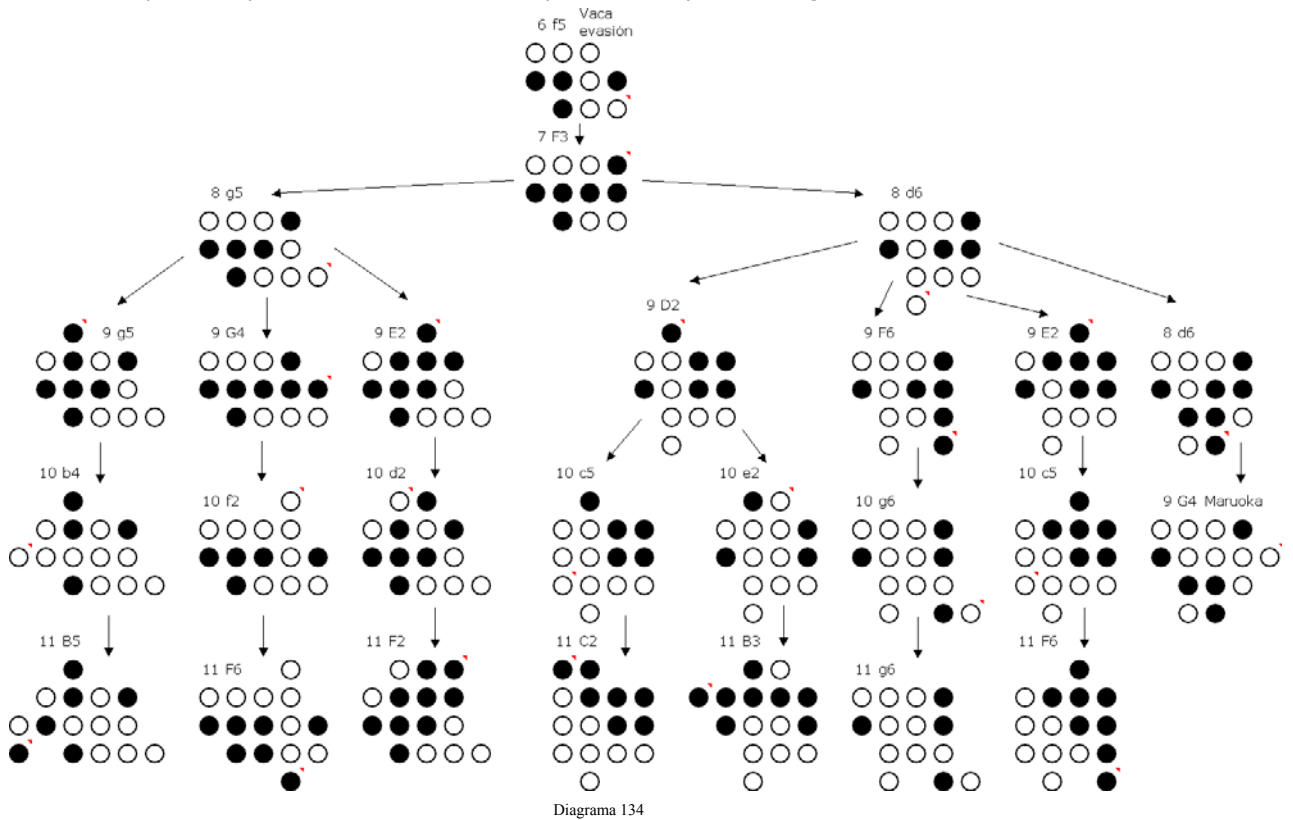 6 f5
Vaca
evasión
7 F3
8 g5
8 d6
9 D2
9 g5
9 G4
9 E2
9 F6
9 E2
8 d6
10 b4
10 f2
10 d2
10 c5
10 e2
10 g6
10 c5
9 G4 Maruoka
11 B5
11 F6
11 F2
11 C2
11 B3
11 g6
11 F6
Diagrama 134